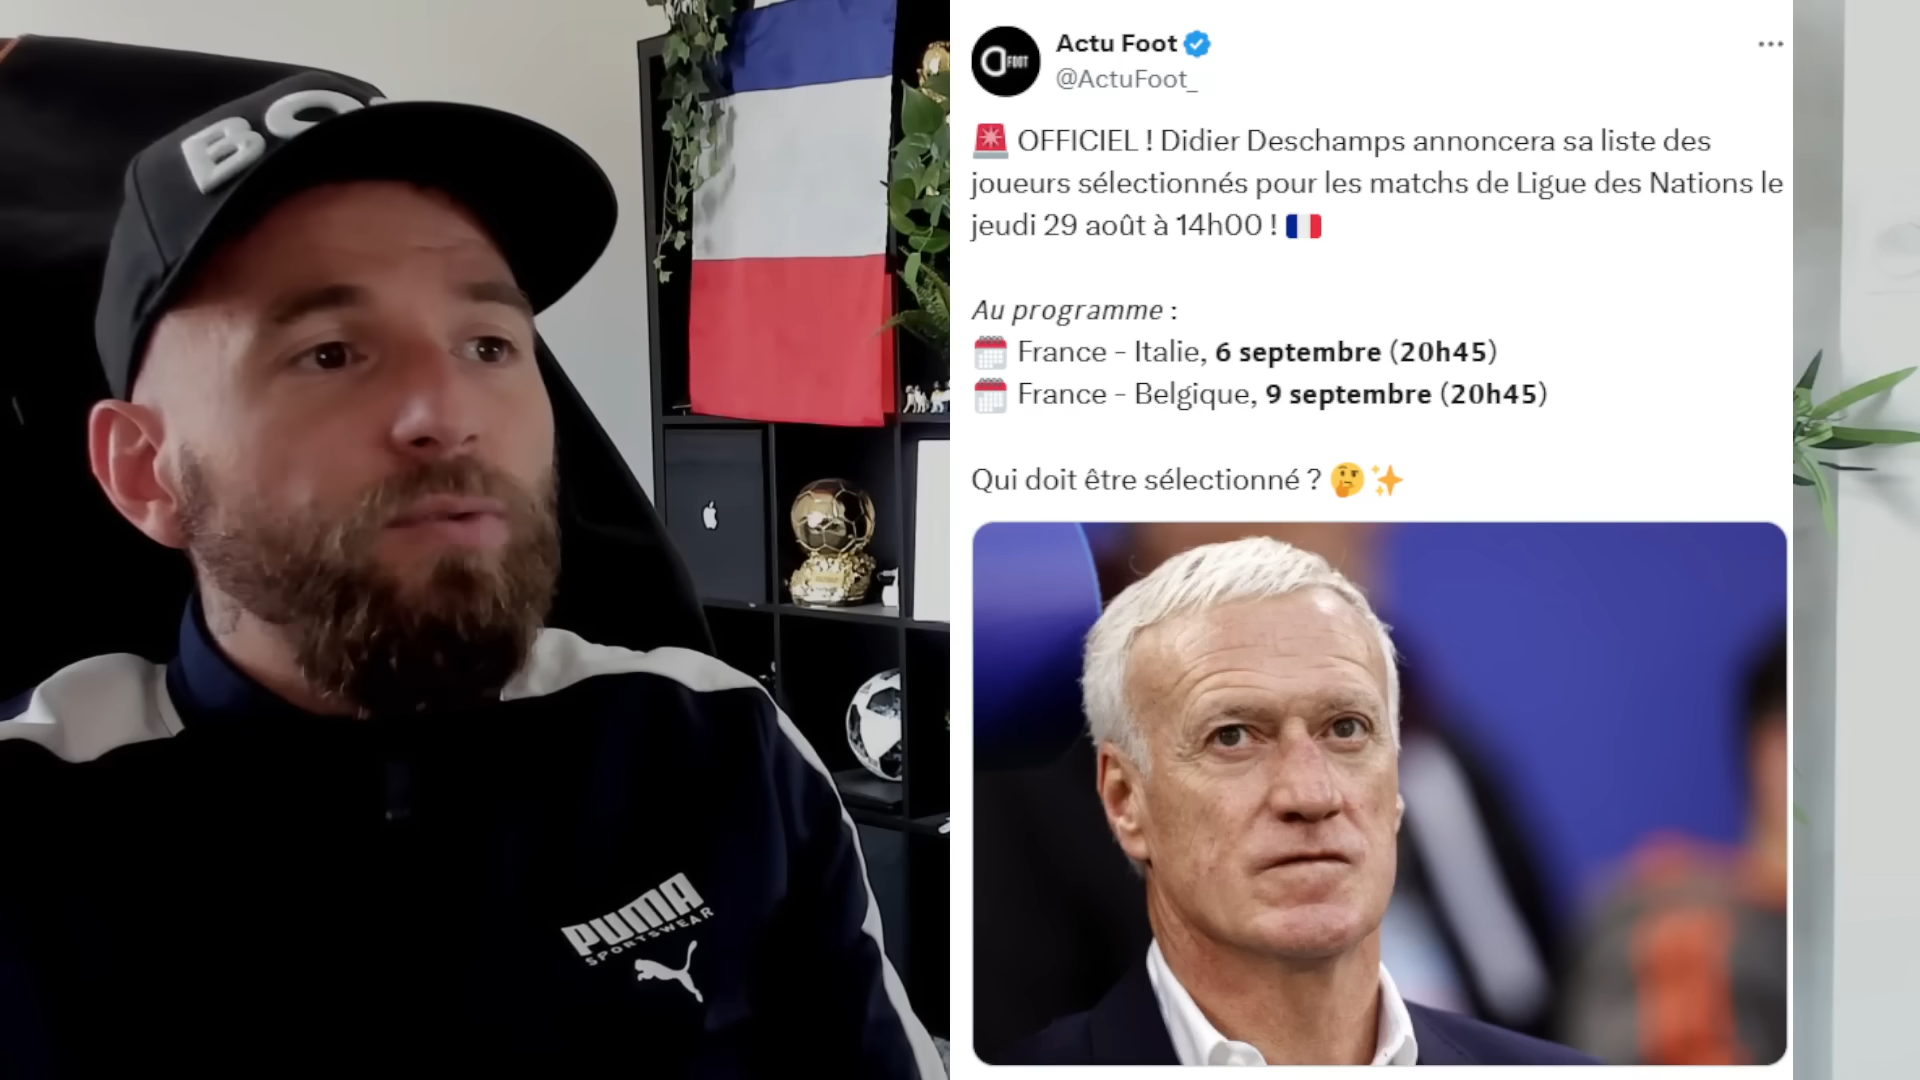 BO
PUMA
SPORTSWEAR
FOOT
Actu Foot
@ActuFoot_
🚨 OFFICIEL ! Didier Deschamps annoncera sa liste des
joueurs sélectionnés pour les matchs de Ligue des Nations le
jeudi 29 août à 14h00 ! 🇫🇷
Au programme :
🗓️ France - Italie, 6 septembre (20h45)
🗓️ France - Belgique, 9 septembre (20h45)
Qui doit être sélectionné ? 🤔✨